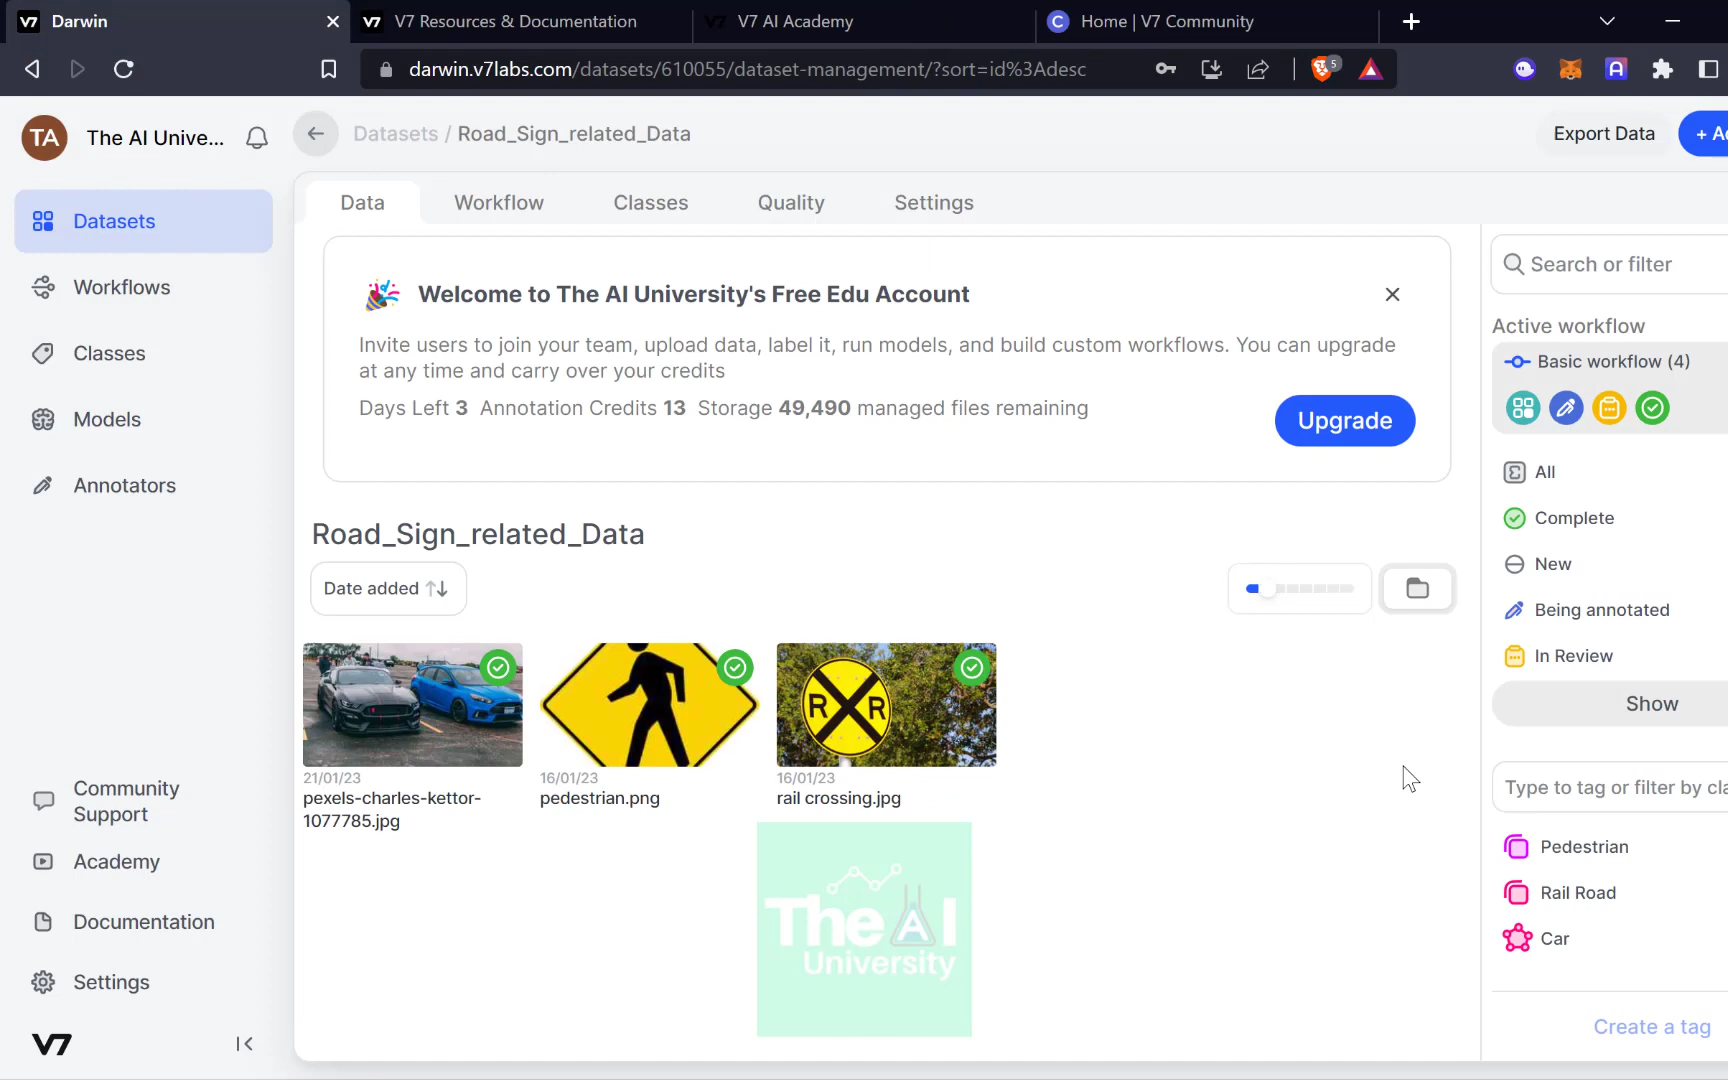 Darwin
V7 Resources & Documentation
V7 AI Academy
Home | V7 Community
darwin.v7labs.com/datasets/610055/dataset-management/?sort=id%3Adesc
5
TA
The AI Unive...
Datasets / Road_Sign_related_Data
Export Data
Datasets
Workflows
Classes
Models
Annotators
Community
Support
Academy
Documentation
Settings
V7
Data
Workflow
Classes
Quality
Settings
Welcome to The AI University's Free Edu Account
Invite users to join your team, upload data, label it, run models, and build custom workflows. You can upgrade
at any time and carry over your credits
Days Left 3 Annotation Credits 13 Storage 49,490 managed files remaining
Upgrade
Road_Sign_related_Data
Date added
21/01/23
pexels-charles-kettor-
1077785.jpg
16/01/23
pedestrian.png
R R
16/01/23
rail crossing.jpg
The AI
University
Search or filter
Active workflow
Basic workflow (4)
All
Complete
New
Being annotated
In Review
Show
Type to tag or filter by cla
Pedestrian
Rail Road
Car
Create a tag